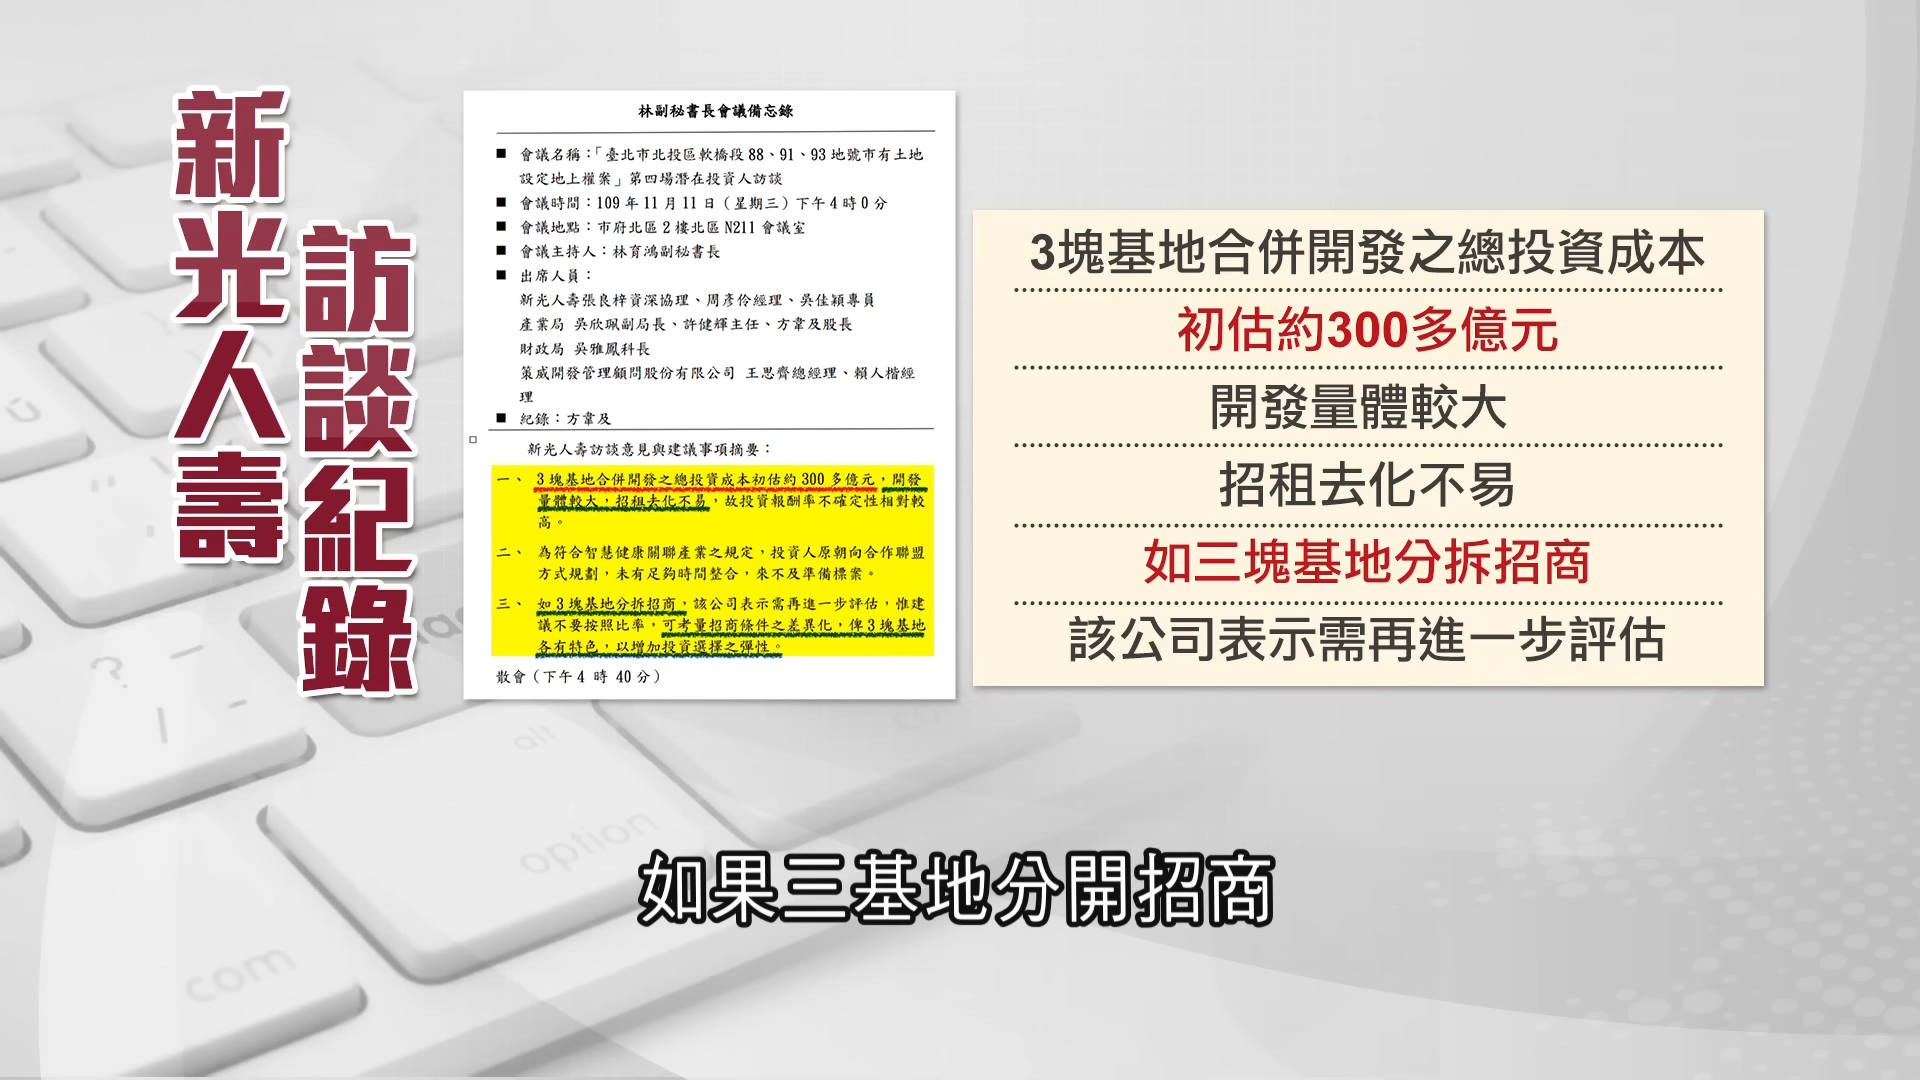 新光人壽
訪談紀錄
林副秘書長會議備忘錄
■ 會議名稱：「臺北市北投區軟橋段 88、91、93 地號市有土地
設定地上權案」第四場潛在投資人訪談
■ 會議時間：109 年 11 月 11 日（星期三）下午 4 時 0 分
■ 會議地點：市府北區 2 樓北區 N211 會議室
■ 會議主持人：林育鴻副秘書長
■ 出席人員：
新光人壽張良梓資深協理、周彥伶經理、吳佳穎專員
產業局 吳欣珮副局長、許健輝主任、方韋及股長
財政局 吳雅鳳科長
策威開發管理顧問股份有限公司 王思齊總經理、賴人楷經
理
■ 紀錄：方韋及
新光人壽訪談意見與建議事項摘要：
一、 3 塊基地合併開發之總投資成本初估約 300 多億元，開發
量體較大，招租去化不易，故投資報酬率不確定性相對較
高。
二、 為符合智慧健康關聯產業之規定，投資人原朝向合作聯盟
方式規劃，未有足夠時間整合，來不及準備標案。
三、 如 3 塊基地分拆招商，該公司表示需再進一步評估，惟建
議不要按照比率，可考量招商條件之差異化，俾 3 塊基地
各有特色，以增加投資選擇之彈性。
散會（下午 4 時 40 分）
3塊基地合併開發之總投資成本
初估約300多億元
開發量體較大
招租去化不易
如三塊基地分拆招商
該公司表示需再進一步評估
alt
option
com
如果三基地分開招商